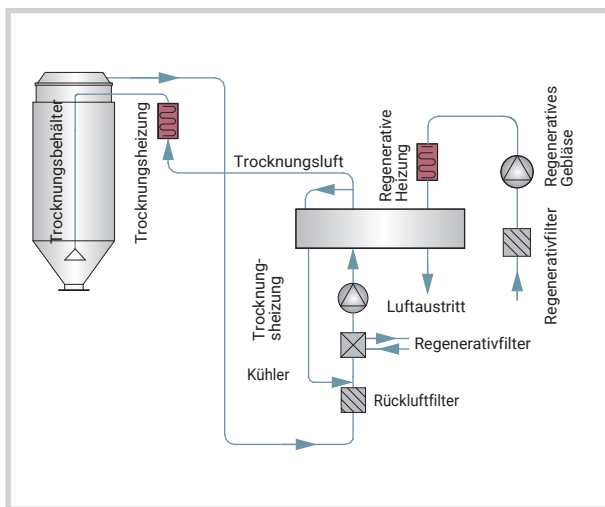 Trocknungsbehälter
Trocknungsheizung
Trocknungsluft
Regenerative
Heizung
Regeneratives
Gebläse
Regenerativfilter
Trocknung-
sheizung
Luftaustritt
Regenerativfilter
Kühler
Rückluftfilter